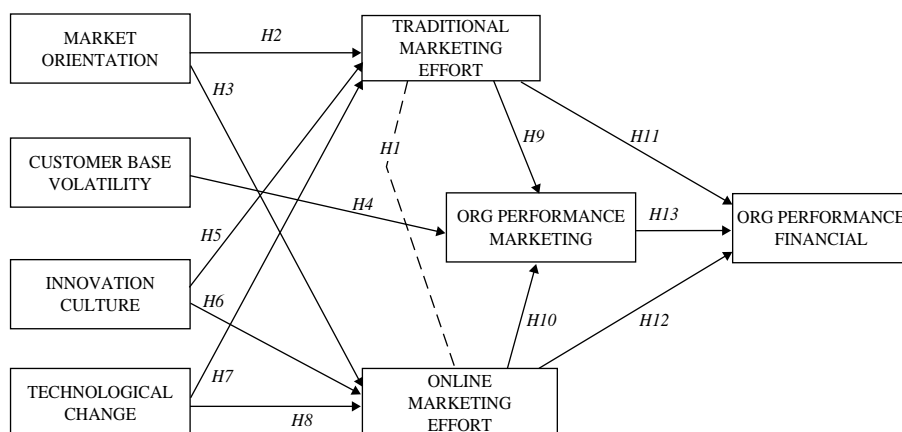 MARKET
ORIENTATION
H2
TRADITIONAL
MARKETING
EFFORT
H3
H1
H9
H11
CUSTOMER BASE
VOLATILITY
H4
ORG PERFORMANCE
MARKETING
H13
ORG PERFORMANCE
FINANCIAL
H5
INNOVATION
CULTURE
H6
H10
H12
H7
TECHNOLOGICAL
CHANGE
H8
ONLINE
MARKETING
EFFORT